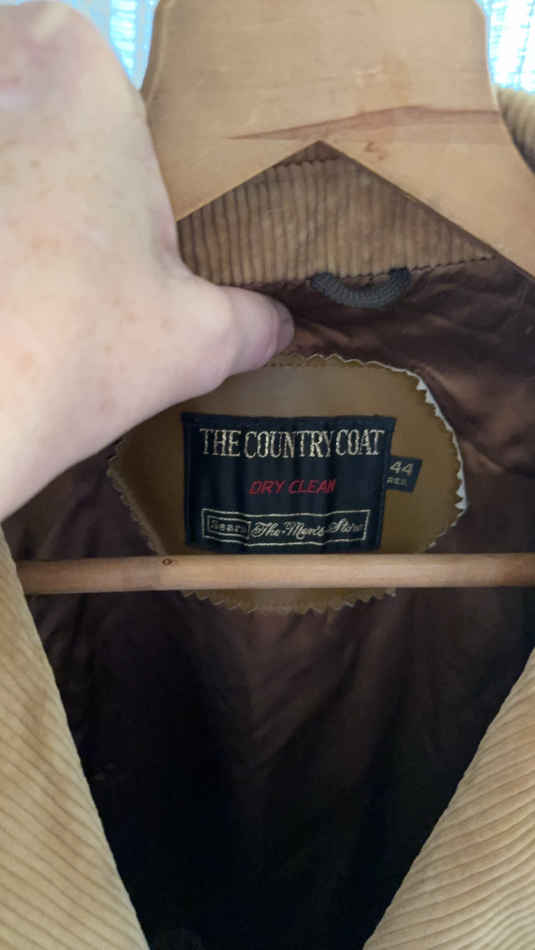 THE COUNTRY COAT
44
REG.
DRY CLEAN
Sears The Men's Store